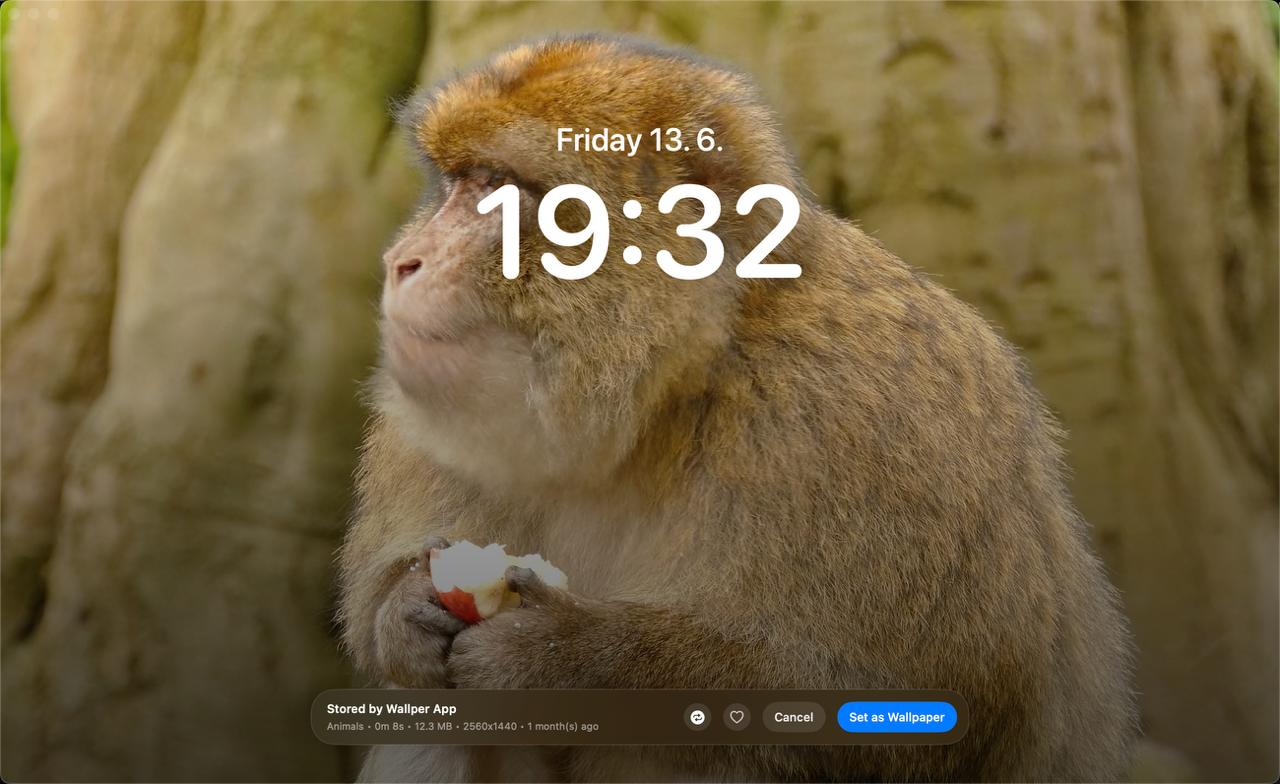 Friday 13. 6.
19:32
Stored by Wallper App
Animals • 0m 8s • 12.3 MB • 2560x1440 • 1 month(s) ago
Cancel
Set as Wallpaper